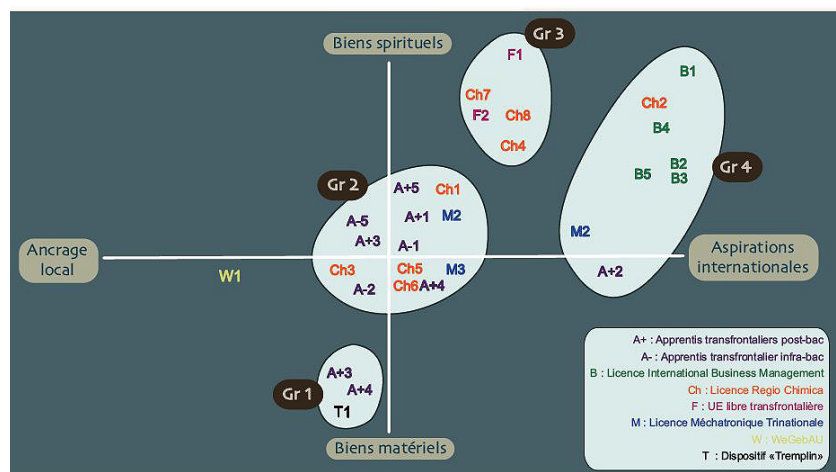 Biens spirituels
Gr 3
F1
B1
Ch7
Ch2
F2
Ch8
B4
Ch4
B2
B5
B3
Gr 4
Gr 2
A+5
Ch1
A-5
A+1
M2
A+3
A-1
M2
Ancrage
local
Aspirations
internationales
W1
Ch3
Ch5
M3
A+2
A-2
Ch6
A+4
A+3
Gr 1
A+4
T1
Biens matériels
A+ : Apprentis transfrontaliers post-bac
A- : Apprentis transfrontalier infra-bac
B : Licence International Business Management
Ch : Licence Regio Chimica
F : UE libre transfrontalière
M : Licence Méchatronique Trinationale
W : WeGebAU
T : Dispositif «Tremplin»